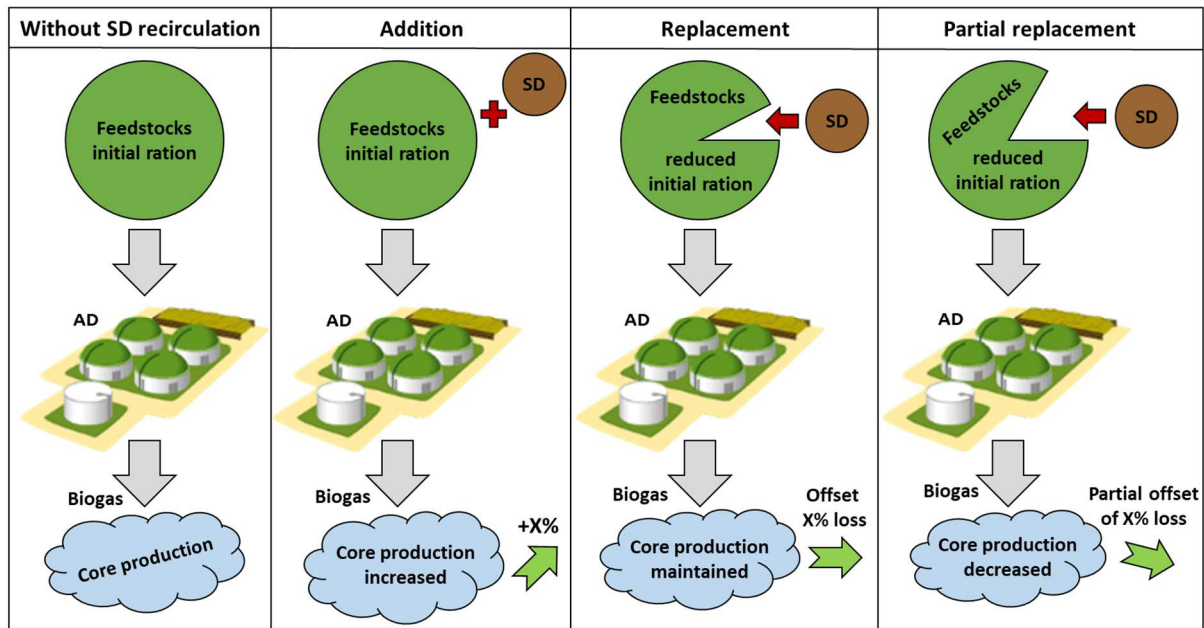 Without SD recirculation
Addition
Replacement
Partial replacement
Feedstocks
initial ration
AD
Biogas
Core production
Feedstocks
initial ration
SD
AD
Biogas
Core production
increased
+X%
Feedstocks
reduced
initial ration
SD
AD
Biogas
Core production
maintained
Offset
X% loss
Feedstocks
reduced
initial ration
SD
AD
Biogas
Core production
decreased
Partial offset
of X% loss